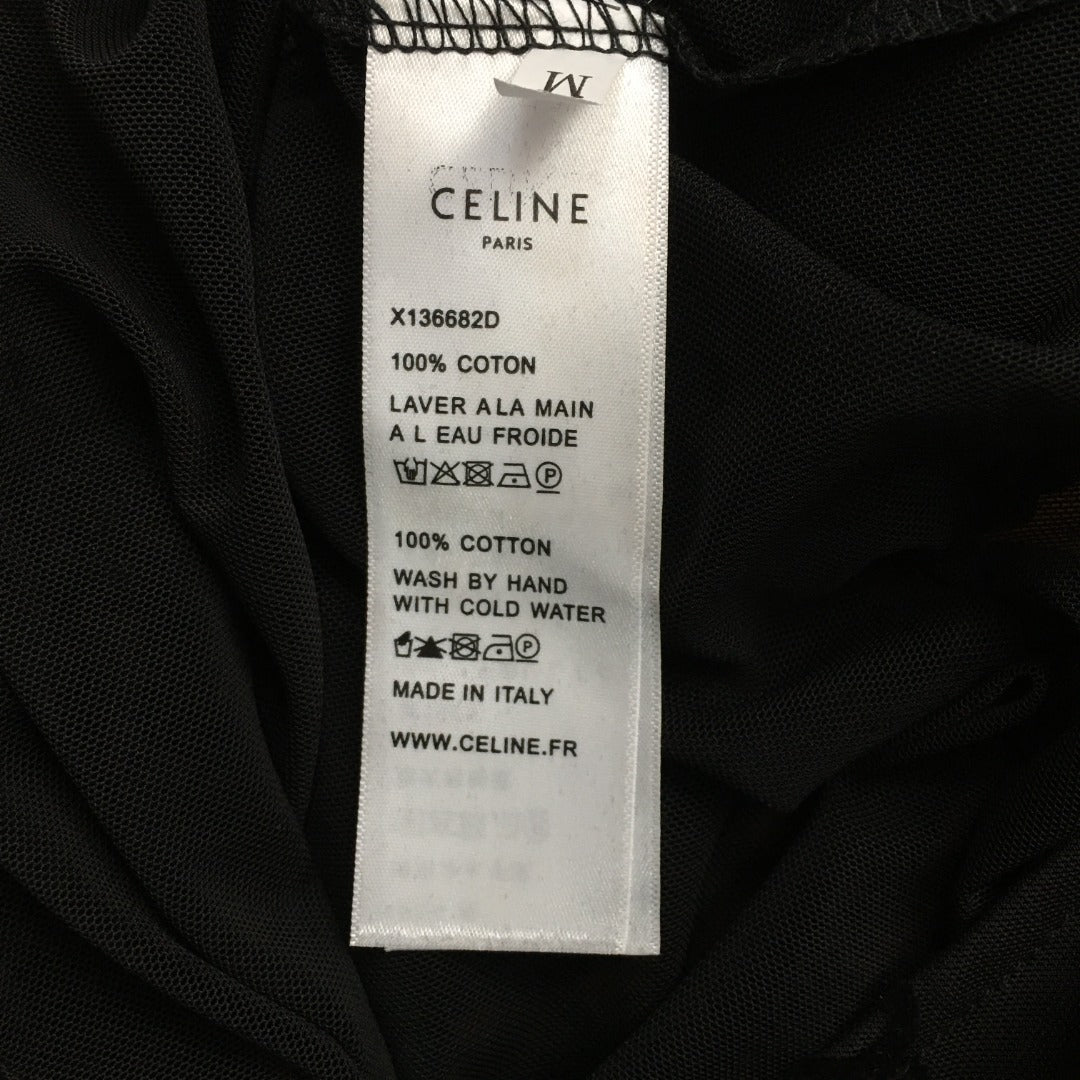 M
CELINE
PARIS
X136682D
100% COTON
LAVER A LA MAIN
A L EAU FROIDE
P
100% COTTON
WASH BY HAND
WITH COLD WATER
P
MADE IN ITALY
WWW.CELINE.FR